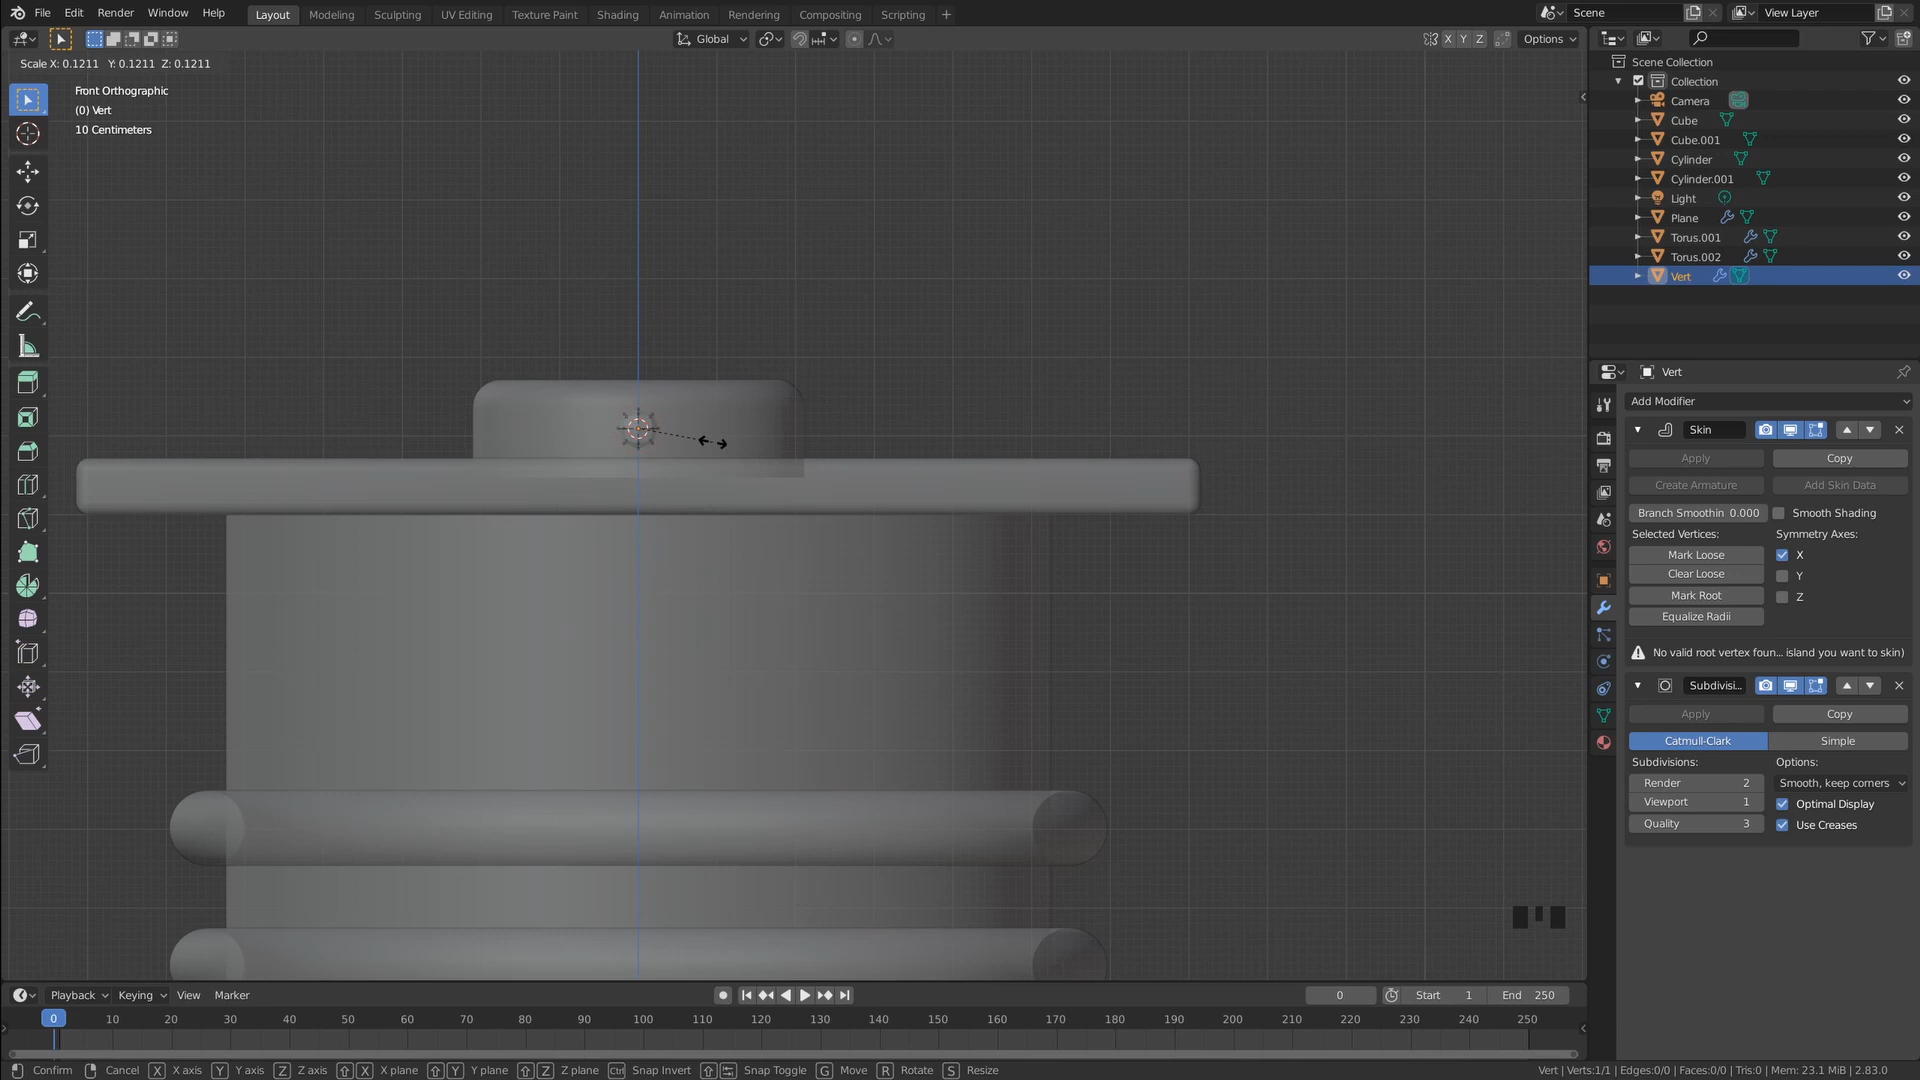 File Edit Render Window Help
Layout Modeling Sculpting UV Editing Texture Paint Shading Animation Rendering Compositing Scripting +
Scene View Layer
Global X Y Z Options
Scale X: 0.1211 Y: 0.1211 Z: 0.1211
Front Orthographic
(0) Vert
10 Centimeters
Scene Collection
Collection
Camera
Cube
Cube.001
Cylinder
Cylinder.001
Light
Plane
Torus.001
Torus.002
Vert
Vert
Add Modifier
Skin
Apply Copy
Create Armature Add Skin Data
Branch Smoothin 0.000 Smooth Shading
Selected Vertices: Symmetry Axes:
Mark Loose X
Clear Loose Y
Mark Root Z
Equalize Radii
No valid root vertex foun... island you want to skin)
Subdivisi...
Apply Copy
Catmull-Clark Simple
Subdivisions: Options:
Render 2 Smooth, keep corners
Viewport 1 Optimal Display
Quality 3 Use Creases
Playback Keying View Marker 0 Start 1 End 250
0 10 20 30 40 50 60 70 80 90 100 110 120 130 140 150 160 170 180 190 200 210 220 230 240 250
Confirm Cancel X X axis Y Y axis Z Z axis X X plane Y Y plane Z Z plane Ctrl Snap Invert Snap Toggle G Move R Rotate S Resize Vert | Verts:1/1 | Edges:0/0 | Faces:0/0 | Tris:0 | Mem: 23.1 MiB | 2.83.0